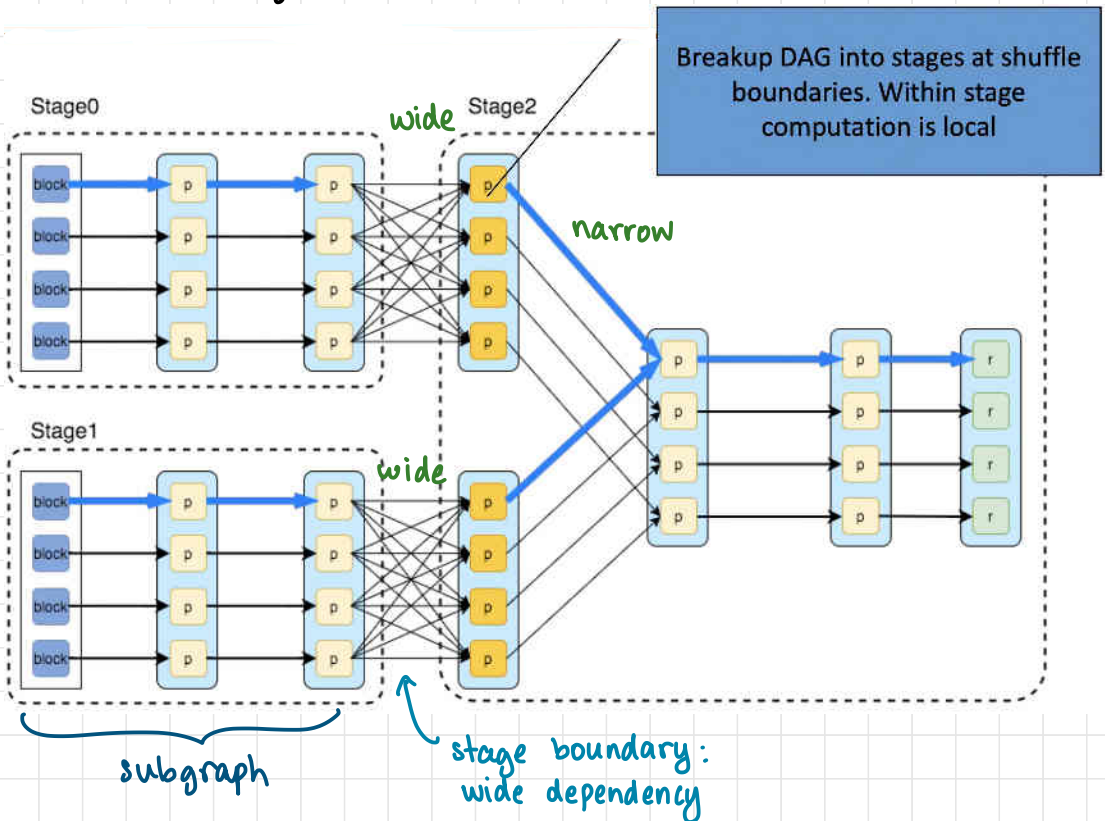 Breakup DAG into stages at shuffle
boundaries. Within stage
computation is local
Stage0
wide
Stage2
block p p p
block p p p
block p p p
block p p p
narrow
p p r
p p r
p p r
p p r
Stage1
wide
block p p p
block p p p
block p p p
block p p p
subgraph
stage boundary:
wide dependency